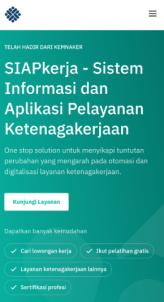 TELAH HADIR DARI KEMNAKER
SIAPkerja - Sistem
Informasi dan
Aplikasi Pelayanan
Ketenagakerjaan
One stop solution untuk menyikapi tuntutan
perubahan yang mengarah pada otomasi dan
digitalisasi layanan ketenagakerjaan.
Kunjungi Layanan
Dapatkan banyak kemudahan
Cari lowongan kerja
Ikut pelatihan gratis
Layanan ketenagakerjaan lainnya
Sertifikasi profesi